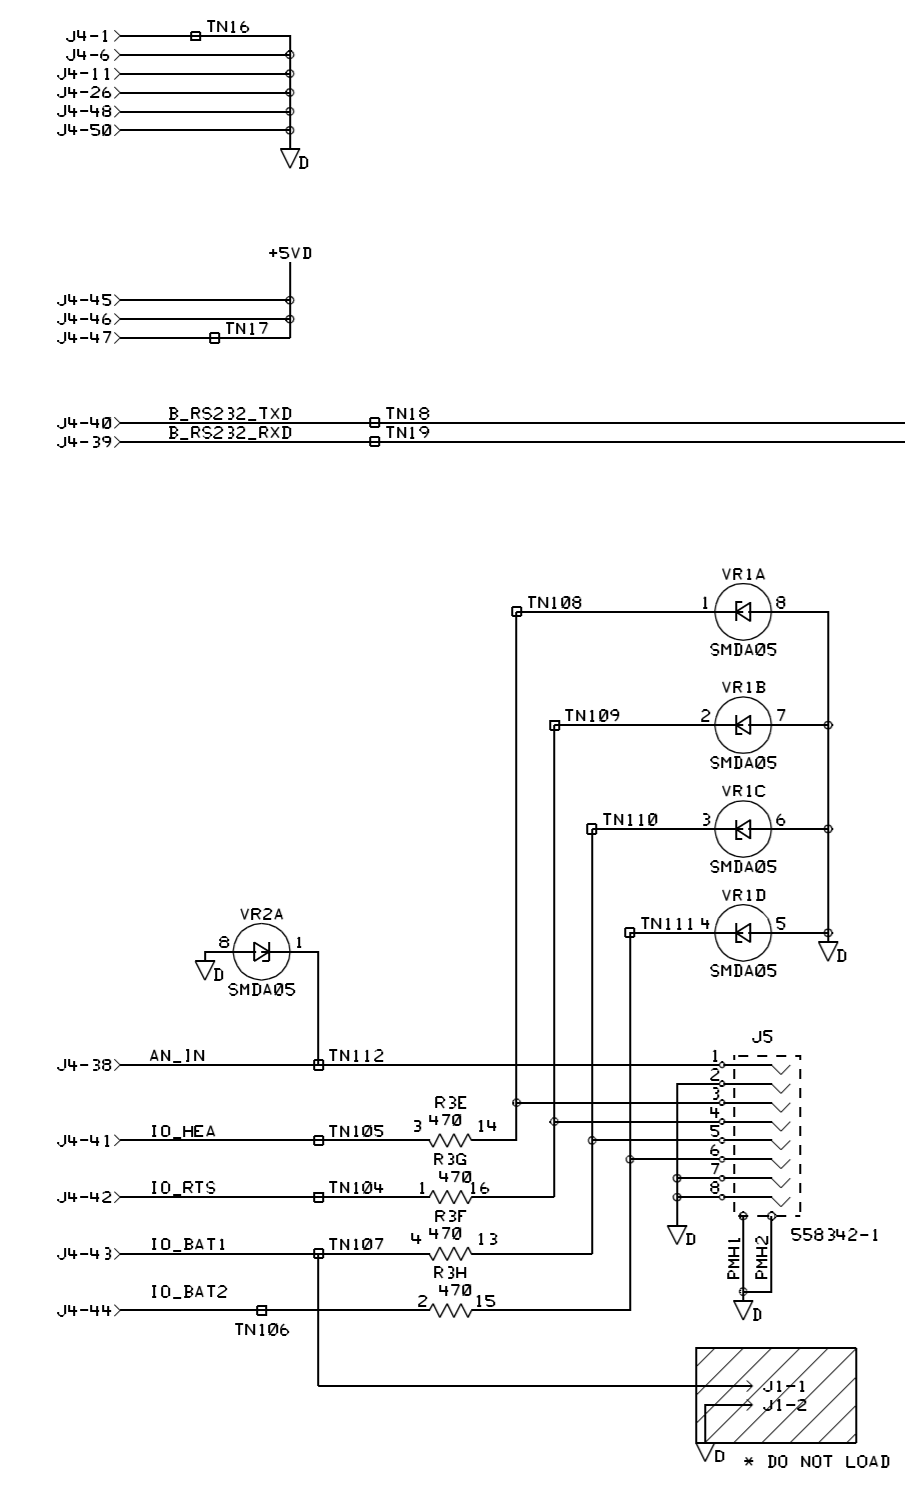 TN16
J4-1
J4-6
J4-11
J4-26
J4-48
J4-50
D
+5VD
J4-45
J4-46
TN17
J4-47
B_RS232_TXD TN18
J4-40
B_RS232_RXD TN19
J4-39
VR1A
TN108 1 8
SMDA05
VR1B
TN109 2 7
SMDA05
VR1C
TN110 3 6
SMDA05
VR1D
TN111 4 5
D
SMDA05
VR2A
8 1
D
SMDA05
J5
J4-38 AN_IN TN112 1
2
3
4
5
6
7
8
R3E
470
J4-41 IO_HEA TN105 3 14
R3G
470
J4-42 IO_RTS TN104 1 16
R3F
470
J4-43 IO_BAT1 TN107 4 13
R3H
470
J4-44 IO_BAT2 2 15
TN106
D
558342-1
PMH1
PMH2
D
J1-1
J1-2
D
* DO NOT LOAD